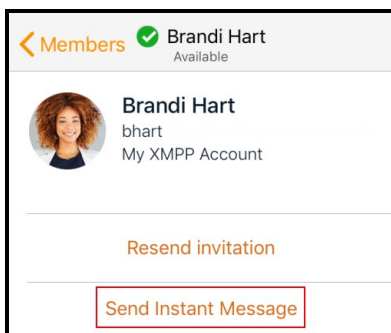 Members
Brandi Hart
Available
Brandi Hart
bhart
My XMPP Account
Resend invitation
Send Instant Message